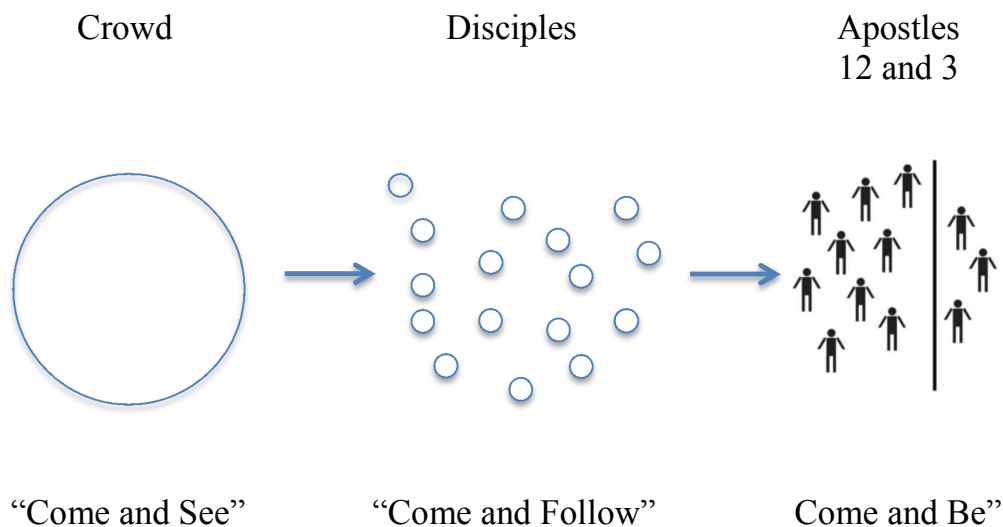 Crowd
Disciples
Apostles
12 and 3
“Come and See”
“Come and Follow”
Come and Be”